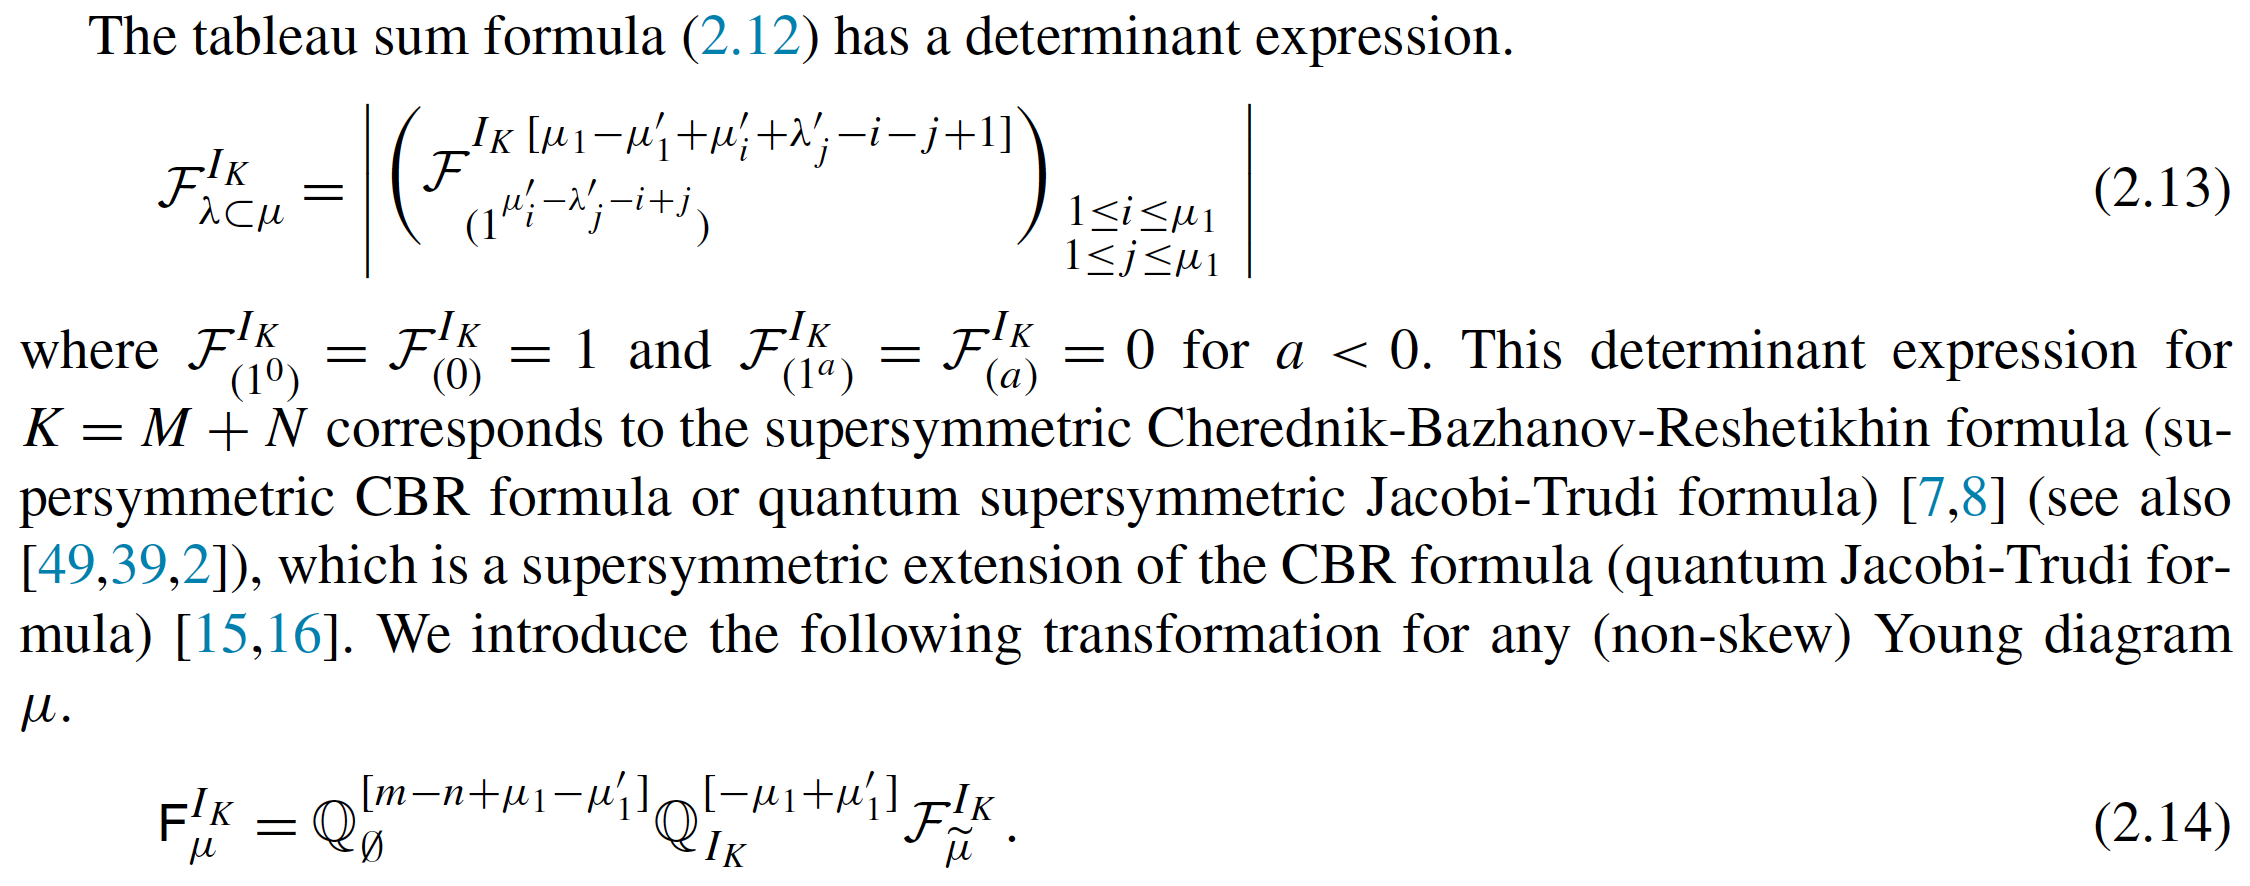 The tableau sum formula (2.12) has a determinant expression.
$\mathcal{F}^{I_K}_{\lambda\subset\mu} = \left| \left( \mathcal{F}^{I_K\,[\mu_1-\mu'_1+\mu'_i+\lambda'_j-i-j+1]}_{(1^{\mu'_i-\lambda'_j-i+j})} \right)_{\substack{1\le i\le\mu_1 \\ 1\le j\le\mu_1}} \right|$ (2.13)
where $\mathcal{F}^{I_K}_{(1^0)} = \mathcal{F}^{I_K}_{(0)} = 1$ and $\mathcal{F}^{I_K}_{(1^a)} = \mathcal{F}^{I_K}_{(a)} = 0$ for $a < 0$. This determinant expression for
$K = M + N$ corresponds to the supersymmetric Cherednik-Bazhanov-Reshetikhin formula (su-
persymmetric CBR formula or quantum supersymmetric Jacobi-Trudi formula) [7,8] (see also
[49,39,2]), which is a supersymmetric extension of the CBR formula (quantum Jacobi-Trudi for-
mula) [15,16]. We introduce the following transformation for any (non-skew) Young diagram
$\mu$.
$\mathsf{F}^{I_K}_{\mu} = \mathbb{Q}^{[m-n+\mu_1-\mu'_1]}_{\emptyset} \mathbb{Q}^{[-\mu_1+\mu'_1]}_{I_K} \mathcal{F}^{I_K}_{\widetilde{\mu}}.$ (2.14)